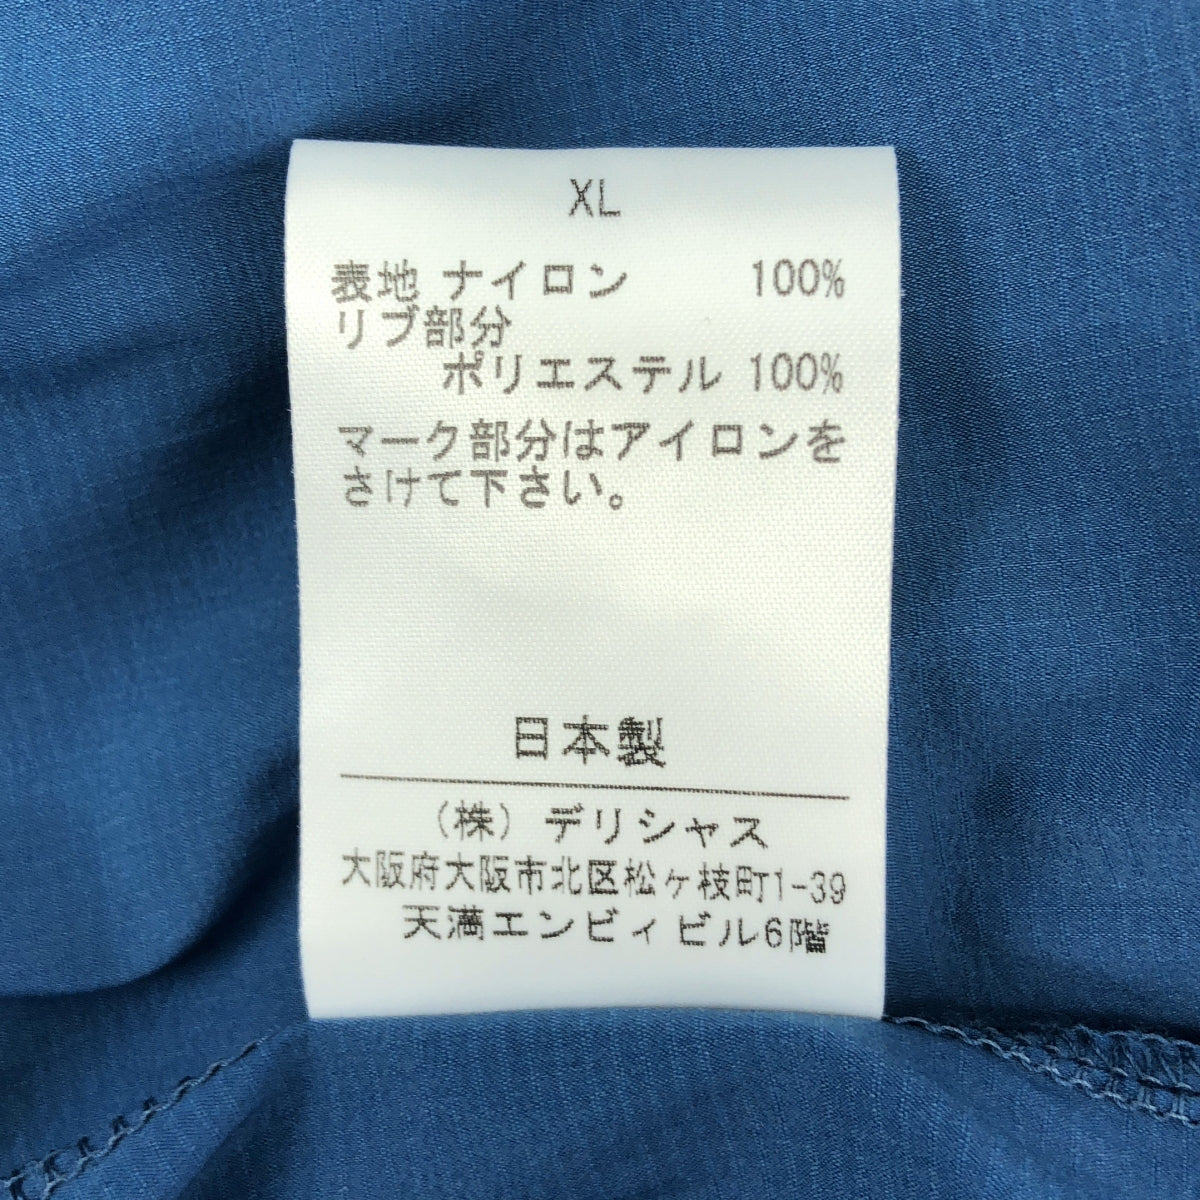 XL
表地 ナイロン 100%
リブ部分
ポリエステル 100%
マーク部分はアイロンを
さけて下さい。
日本製
(株) デリシャス
大阪府大阪市北区松ヶ枝町1-39
天満エンビィビル6階